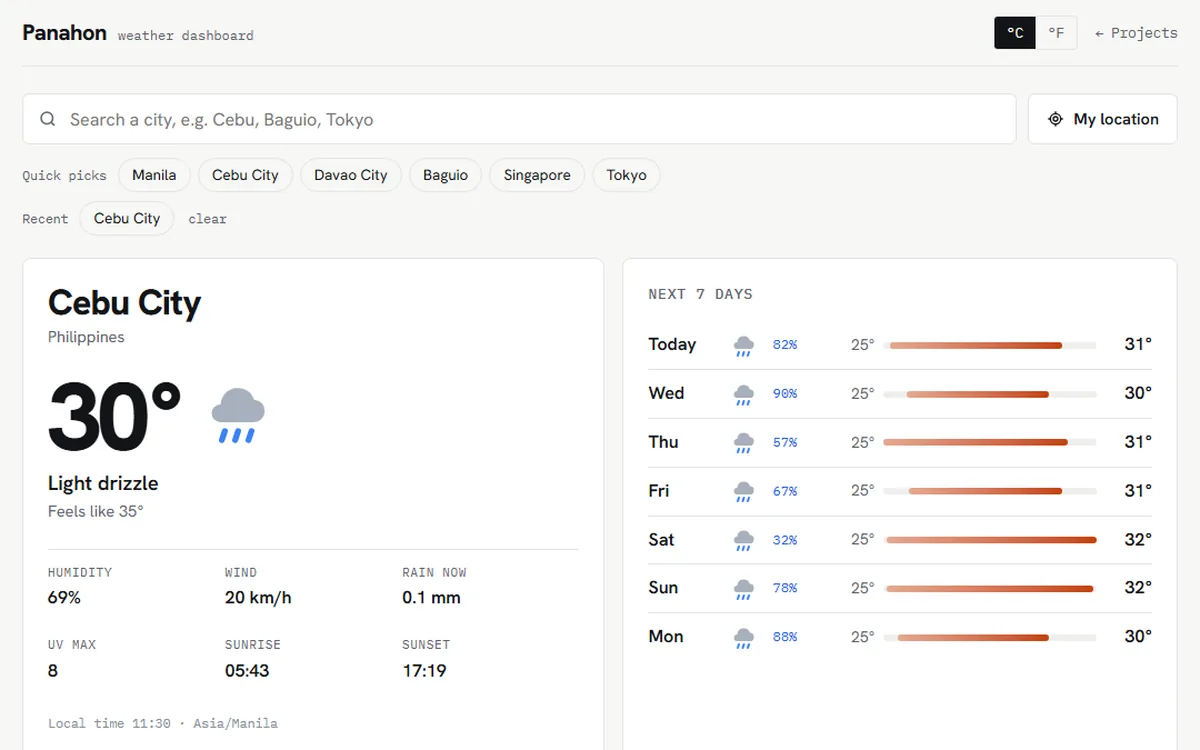 Panahon weather dashboard °C °F ← Projects
Search a city, e.g. Cebu, Baguio, Tokyo My location
Quick picks Manila Cebu City Davao City Baguio Singapore Tokyo
Recent Cebu City clear
Cebu City
Philippines
30°
Light drizzle
Feels like 35°
HUMIDITY WIND RAIN NOW
69% 20 km/h 0.1 mm
UV MAX SUNRISE SUNSET
8 05:43 17:19
Local time 11:30 · Asia/Manila
NEXT 7 DAYS
Today 82% 25° 31°
Wed 90% 25° 30°
Thu 57% 25° 31°
Fri 67% 25° 31°
Sat 32% 25° 32°
Sun 78% 25° 32°
Mon 88% 25° 30°